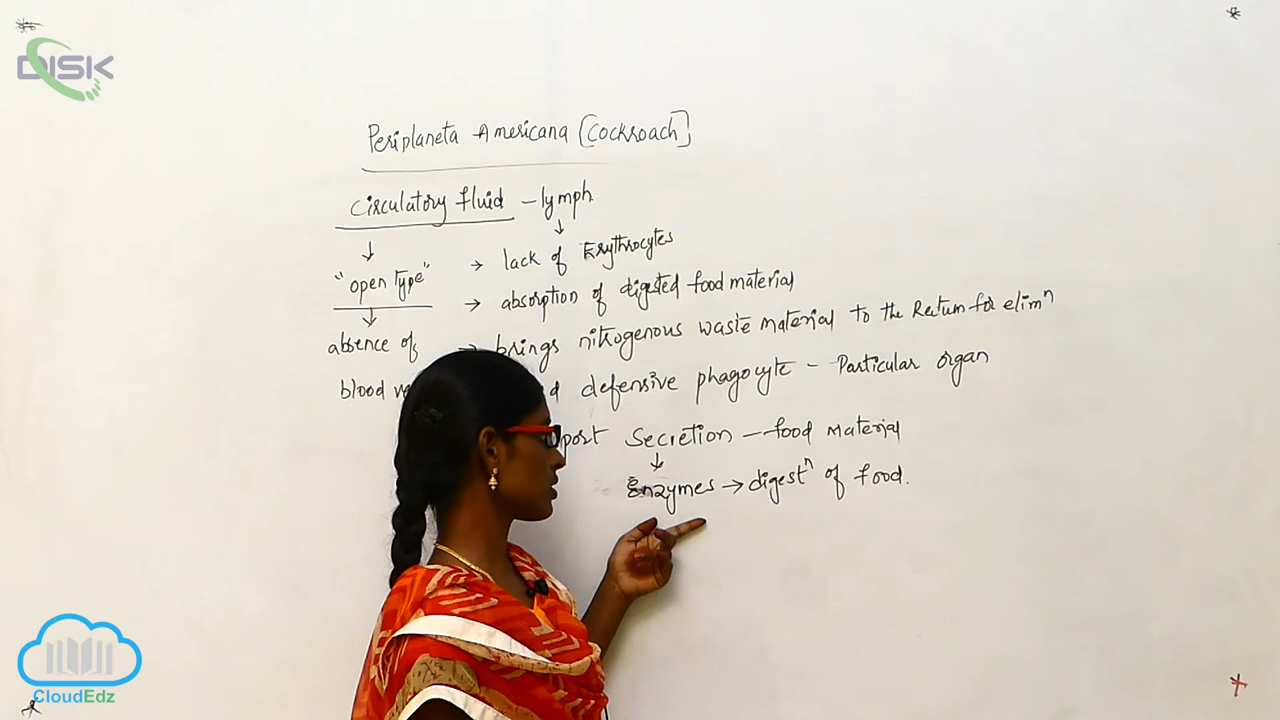 DISK
Periplaneta Americana [Cockroach]
Circulatory fluid – lymph
↓ ↓
"open type" → lack of Erythrocytes
↓ → absorption of digested food material
absence of → brings nitrogenous waste material to the Rectum for elimⁿ
blood defensive phagocyte – Particular organ
Secretion – food material
↓
Enzymes → digestⁿ of food.
CloudEdz